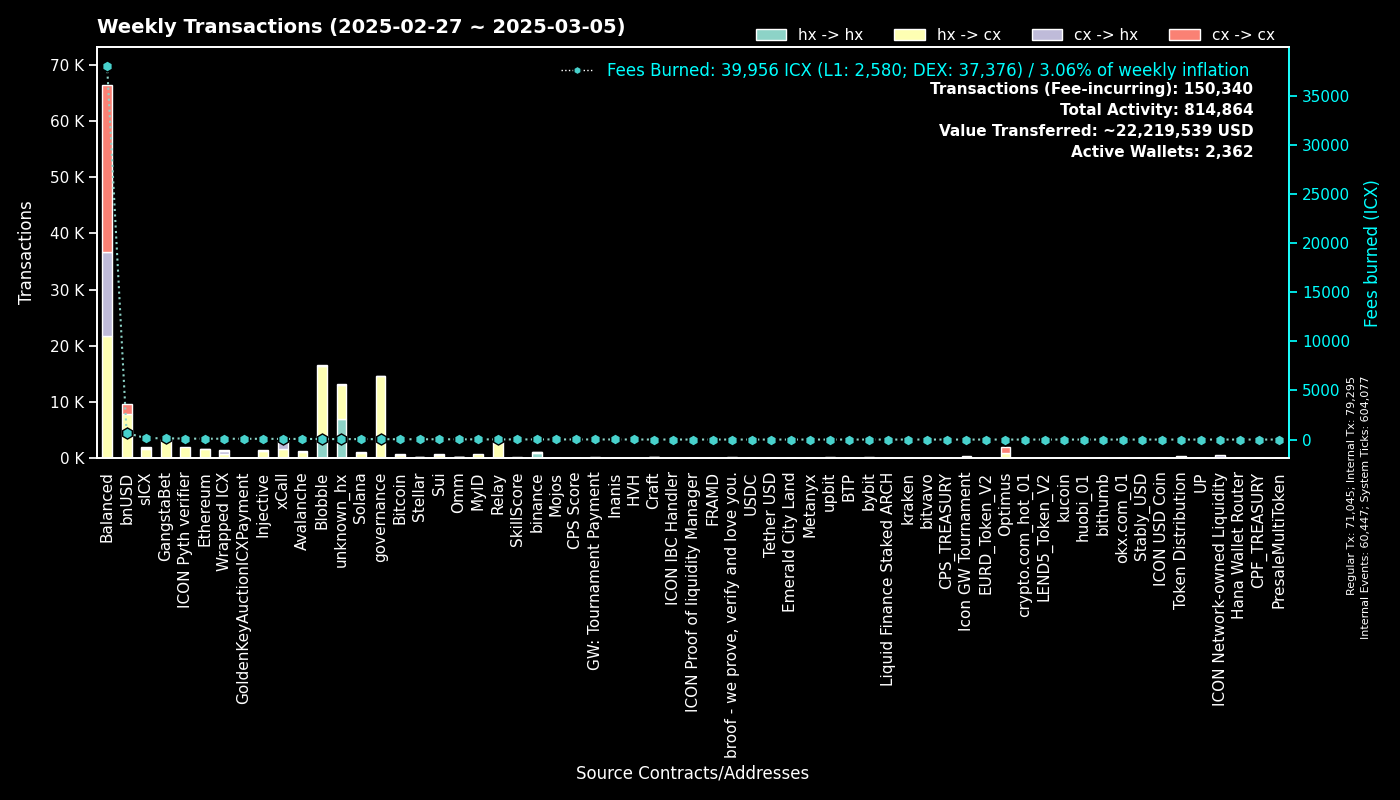 Weekly Transactions (2025-02-27 ~ 2025-03-05)
hx -> hx
hx -> cx
cx -> hx
cx -> cx
Fees Burned: 39,956 ICX (L1: 2,580; DEX: 37,376) / 3.06% of weekly inflation
Transactions (Fee-incurring): 150,340
Total Activity: 814,864
Value Transferred: ~22,219,539 USD
Active Wallets: 2,362
Transactions
70 K
60 K
50 K
40 K
30 K
20 K
10 K
0 K
35000
30000
25000
20000
15000
10000
5000
0
Fees burned (ICX)
Regular Tx: 71,045; Internal Tx: 79,295
Internal Events: 60,447; System Ticks: 604,077
Balanced
bnUSD
sICX
GangstaBet
ICON Pyth verifier
Ethereum
Wrapped ICX
GoldenKeyAuctionICXPayment
Injective
xCall
Avalanche
Blobble
unknown_hx
Solana
governance
Bitcoin
Stellar
Sui
Omm
MyID
Relay
SkillScore
binance
Mojos
CPS Score
GW: Tournament Payment
Inanis
HVH
Craft
ICON IBC Handler
ICON Proof of liquidity Manager
FRAMD
broof - we prove, verify and love you.
USDC
Tether USD
Emerald City Land
Metanyx
upbit
BTP
bybit
Liquid Finance Staked ARCH
kraken
bitvavo
CPS_TREASURY
Icon GW Tournament
EURD_Token_V2
Optimus
crypto.com_hot_01
LEND5_Token_V2
kucoin
huobi_01
bithumb
okx.com_01
Stably_USD
ICON USD Coin
Token Distribution
UP
ICON Network-owned Liquidity
Hana Wallet Router
CPF_TREASURY
PresaleMultiToken
Source Contracts/Addresses